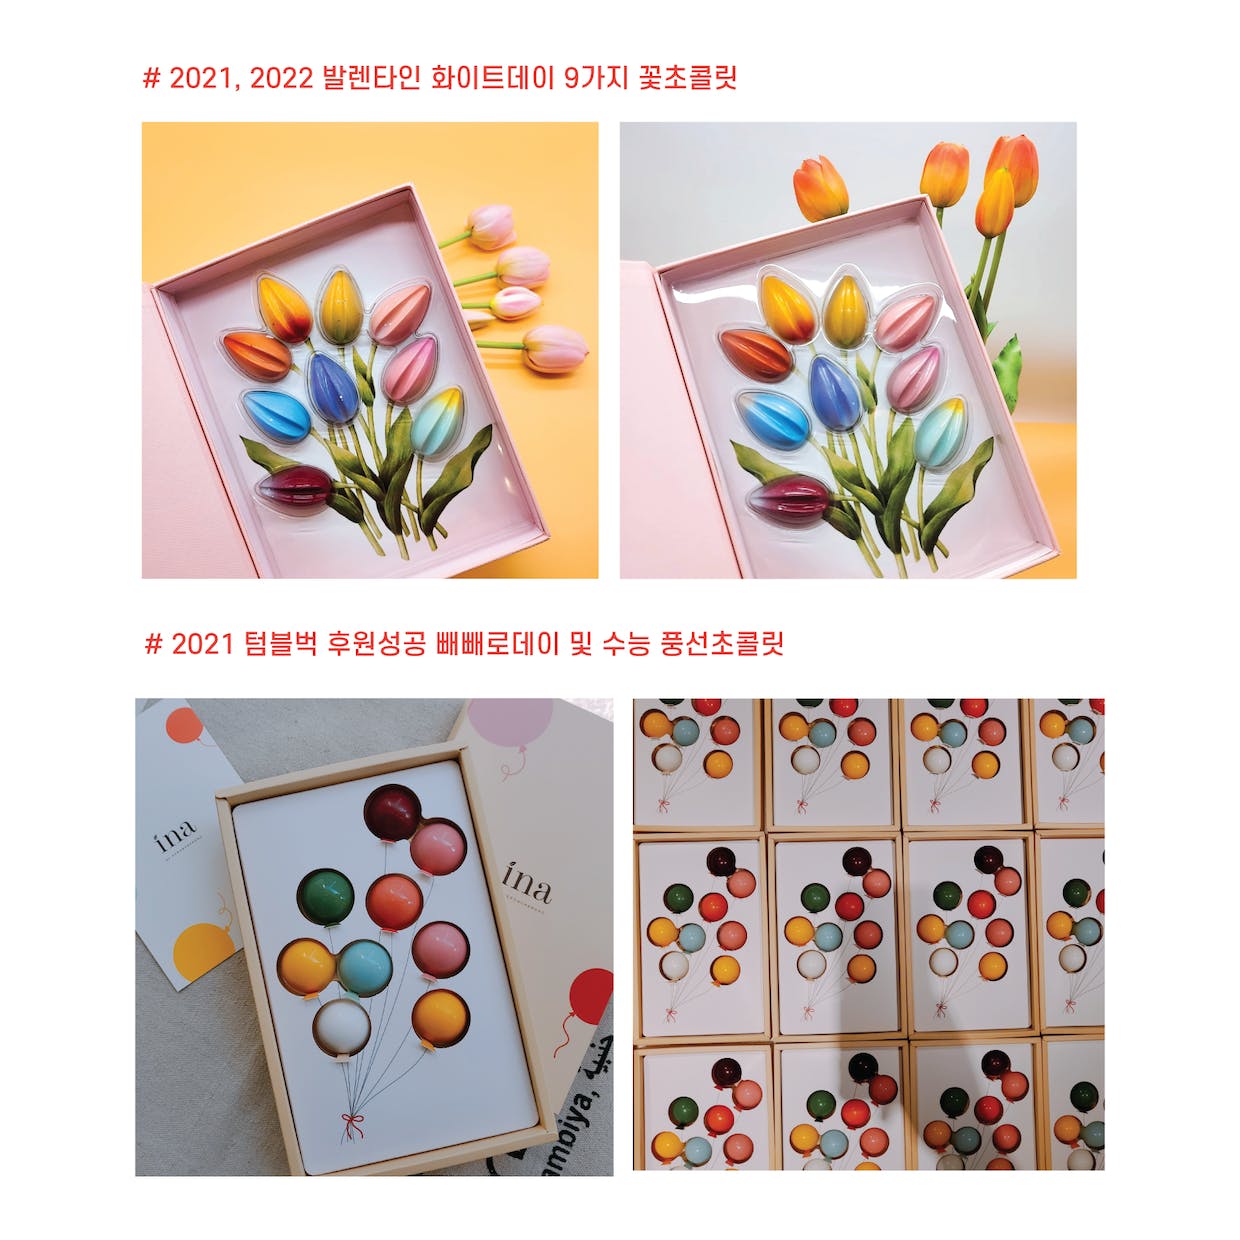 # 2021, 2022 발렌타인 화이트데이 9가지 꽃초콜릿
# 2021 텀블벅 후원성공 빼빼로데이 및 수능 풍선초콜릿
ina
ina
ambiya,